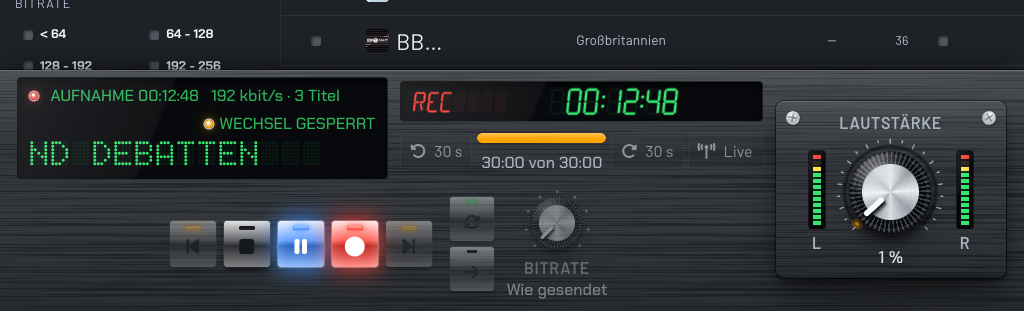 BITRATE
< 64
64 - 128
128 - 192
192 - 256
BB...
Großbritannien
–
36
AUFNAHME 00:12:48 192 kbit/s · 3 Titel
WECHSEL GESPERRT
ND DEBATTEN
REC
00:12:48
30 s
30:00 von 30:00
30 s
Live
BITRATE
Wie gesendet
LAUTSTÄRKE
L
R
1 %